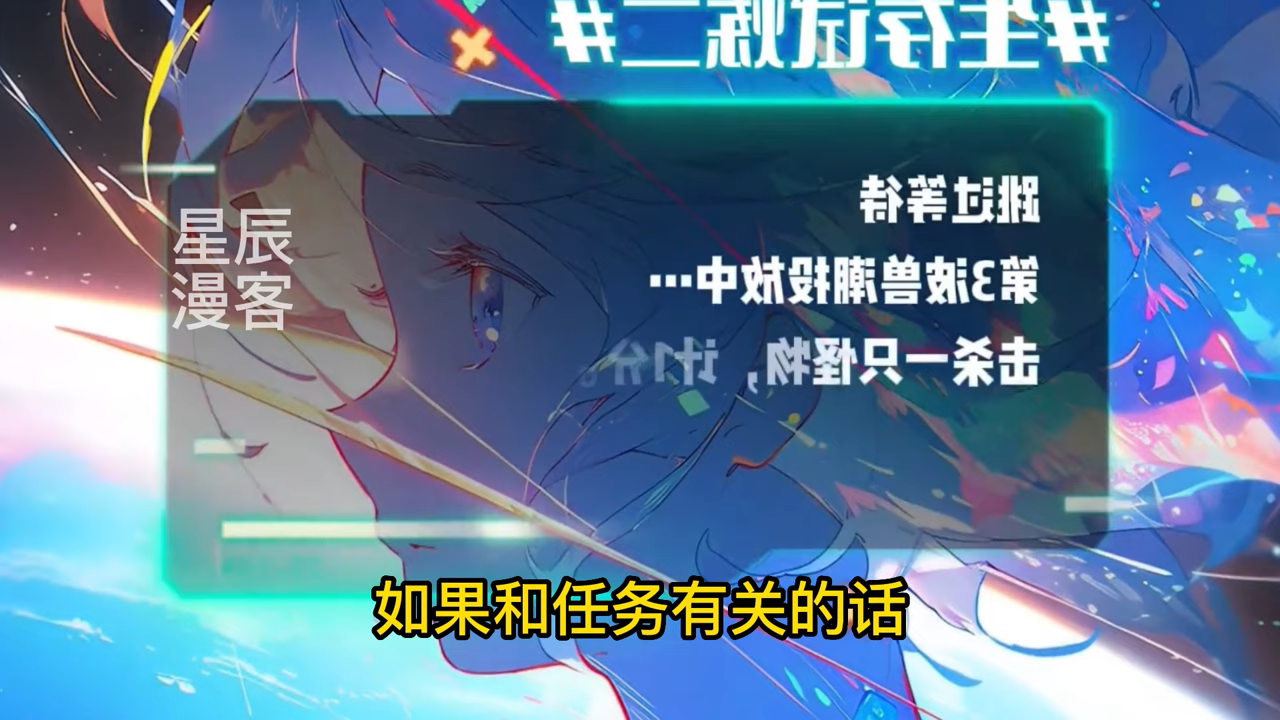 #生存试炼二#
跳过等待
第3波兽潮投放中…
击杀一只怪物，计1分。
星辰
漫客
如果和任务有关的话